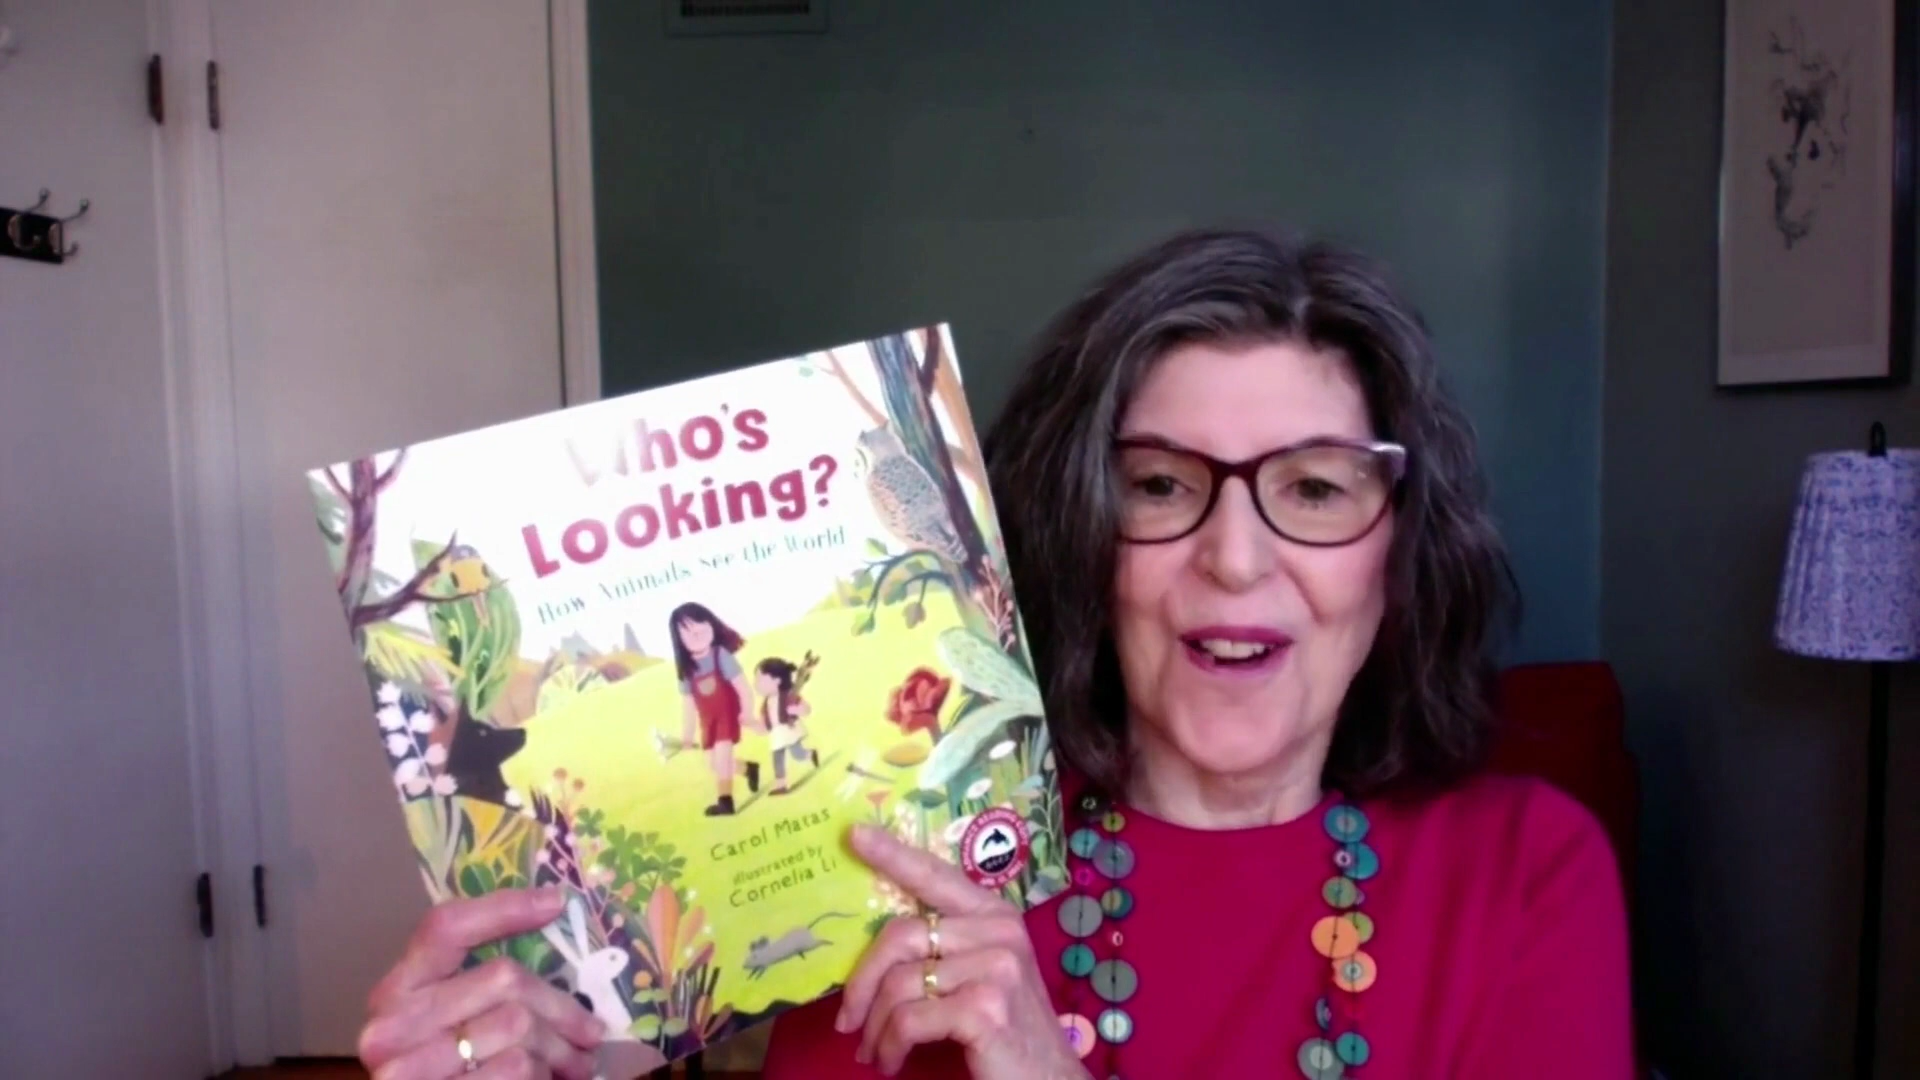 Who's
Looking?
How Animals See the World
Carol Matas
illustrated by
Cornelia Li